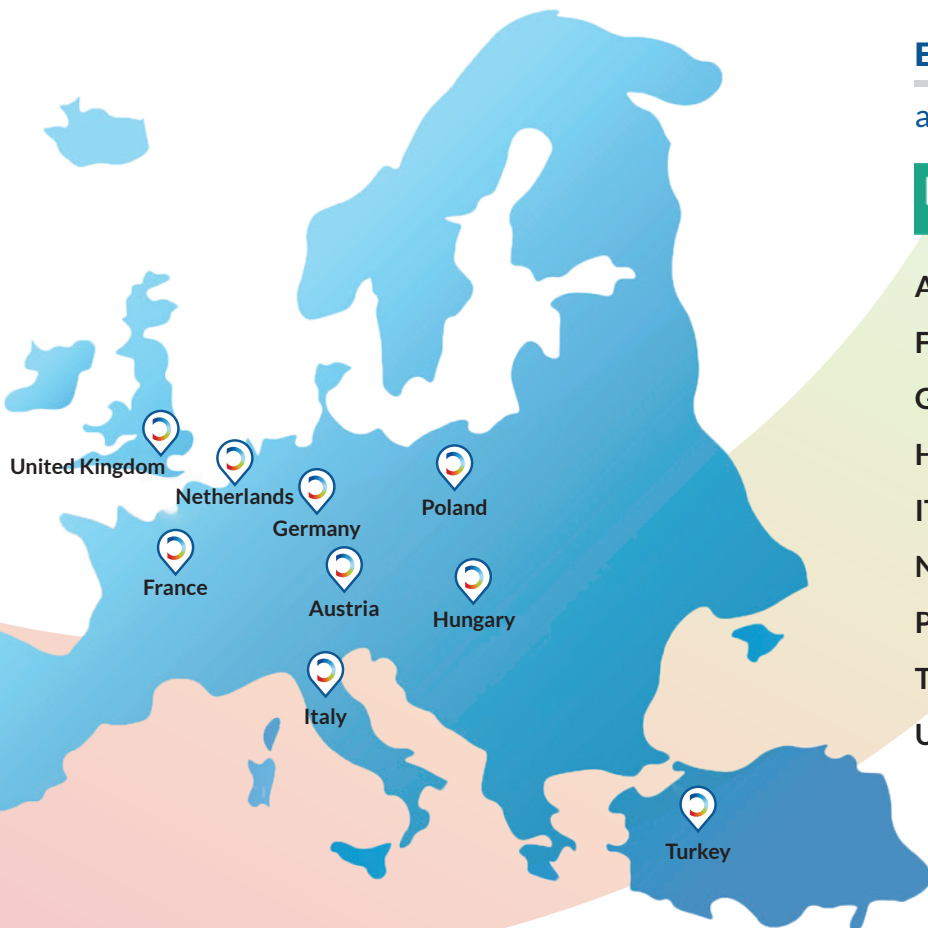 United Kingdom
Netherlands
Germany
Poland
France
Austria
Hungary
Italy
Turkey